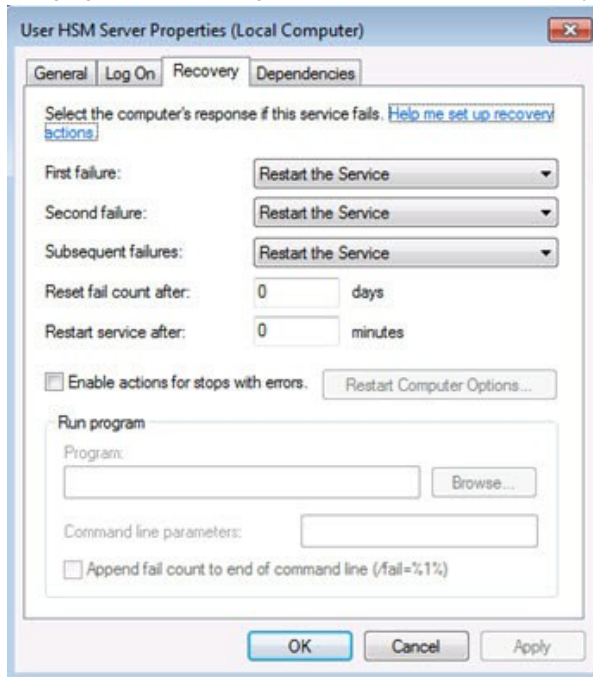 User HSM Server Properties (Local Computer)
General Log On Recovery Dependencies
Select the computer's response if this service fails. Help me set up recovery
actions.
First failure: Restart the Service
Second failure: Restart the Service
Subsequent failures: Restart the Service
Reset fail count after: 0 days
Restart service after: 0 minutes
Enable actions for stops with errors. Restart Computer Options...
Run program
Program:
Browse...
Command line parameters:
Append fail count to end of command line (/fail=%1%)
OK Cancel Apply